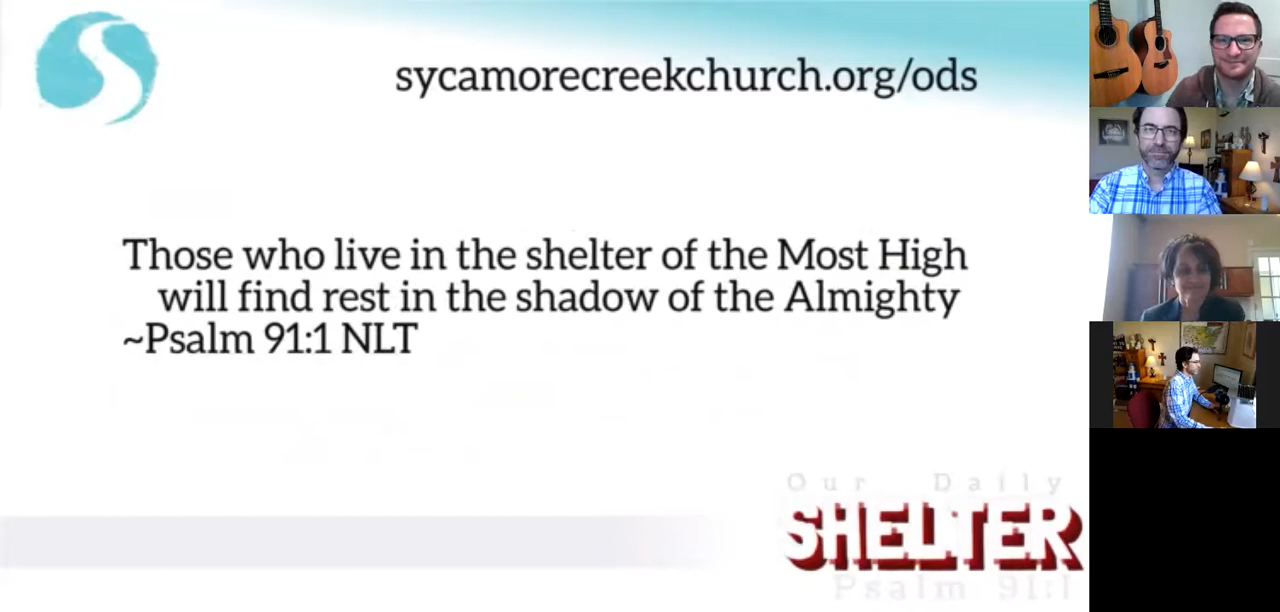 sycamorecreekchurch.org/ods
Those who live in the shelter of the Most High
will find rest in the shadow of the Almighty
~Psalm 91:1 NLT
Our Daily
SHELTER
Psalm 91:1